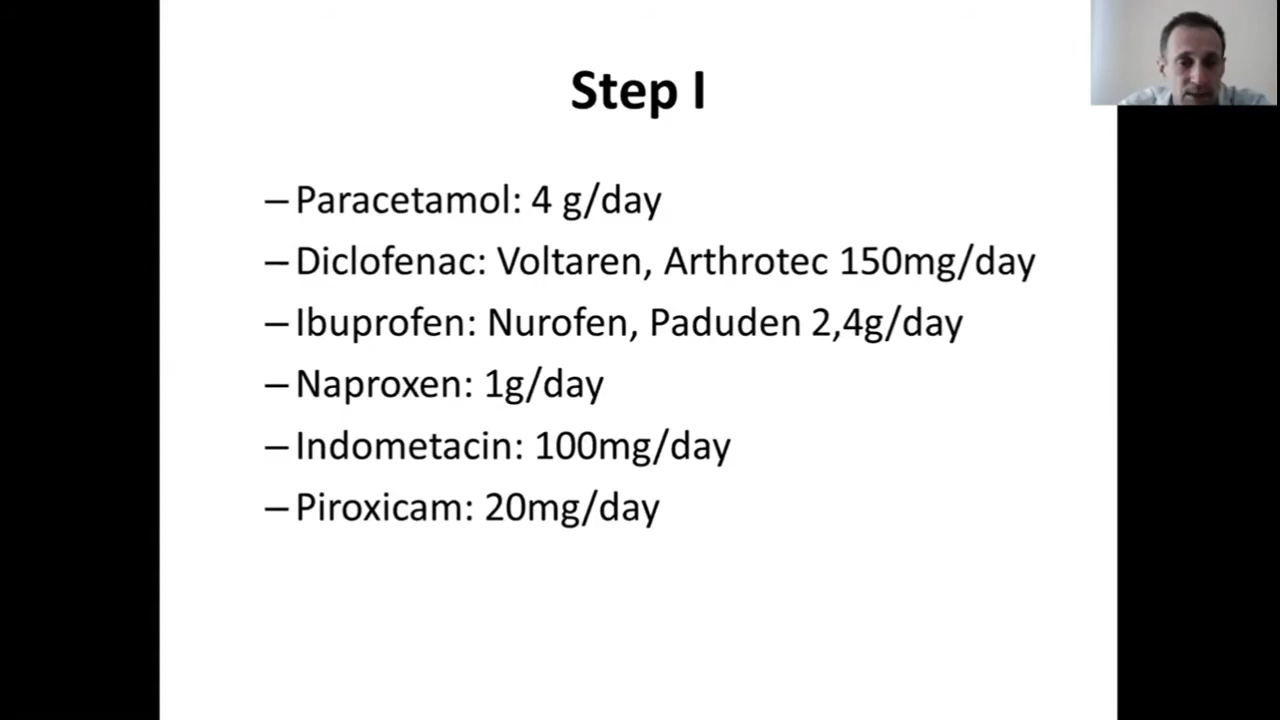 Step I
– Paracetamol: 4 g/day
– Diclofenac: Voltaren, Arthrotec 150mg/day
– Ibuprofen: Nurofen, Paduden 2,4g/day
– Naproxen: 1g/day
– Indometacin: 100mg/day
– Piroxicam: 20mg/day